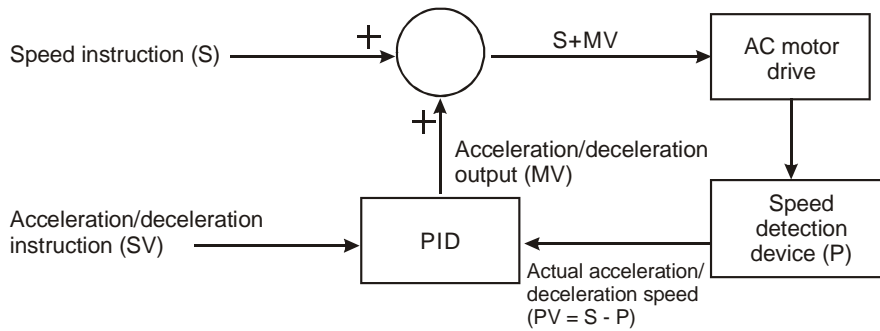 Speed instruction (S)
+
S+MV
AC motor
drive
+
Acceleration/deceleration
output (MV)
Acceleration/deceleration
instruction (SV)
PID
Speed
detection
device (P)
Actual acceleration/
deceleration speed
(PV = S - P)